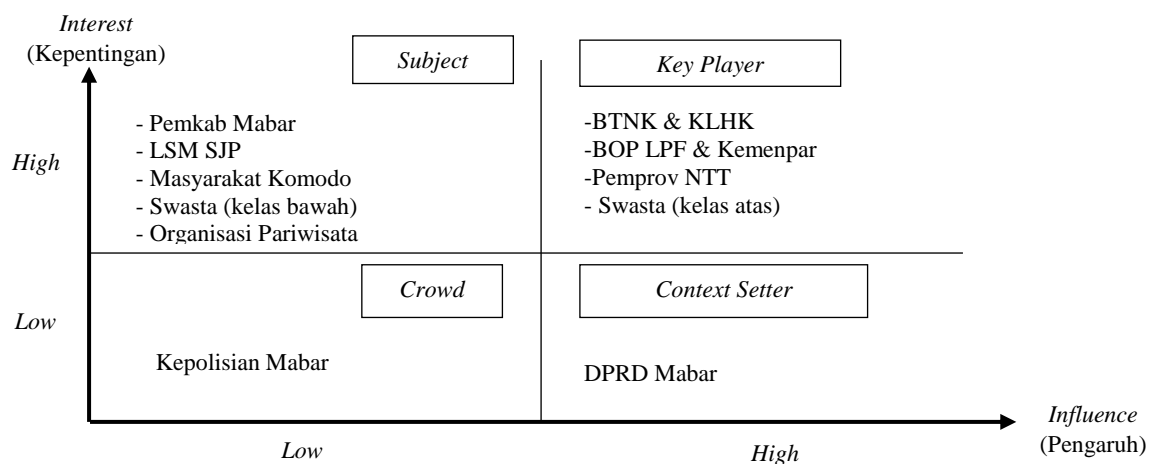 Interest
(Kepentingan)
Subject
Key Player
- Pemkab Mabar
- LSM SJP
- Masyarakat Komodo
- Swasta (kelas bawah)
- Organisasi Pariwisata
-BTNK & KLHK
-BOP LPF & Kemenpar
-Pemprov NTT
- Swasta (kelas atas)
High
Crowd
Context Setter
Low
Kepolisian Mabar
DPRD Mabar
Influence
(Pengaruh)
Low
High